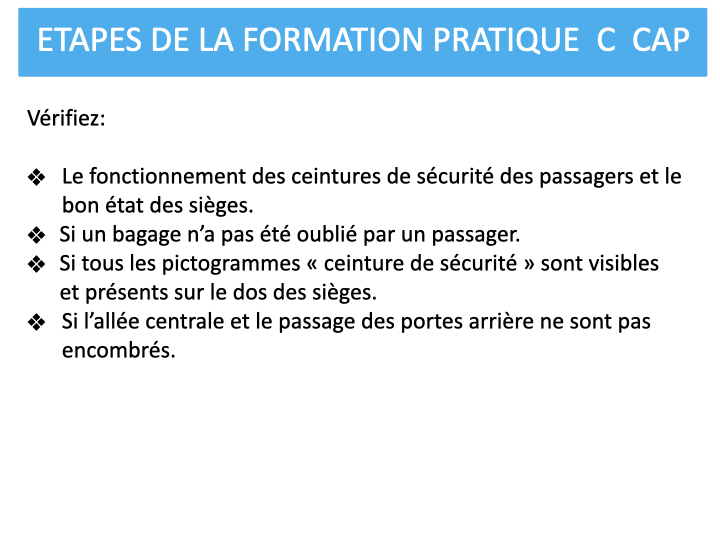 ETAPES DE LA FORMATION PRATIQUE  C  CAP
Vérifiez:
❖ Le fonctionnement des ceintures de sécurité des passagers et le
bon état des sièges.
❖ Si un bagage n’a pas été oublié par un passager.
❖ Si tous les pictogrammes « ceinture de sécurité » sont visibles
et présents sur le dos des sièges.
❖ Si l’allée centrale et le passage des portes arrière ne sont pas
encombrés.